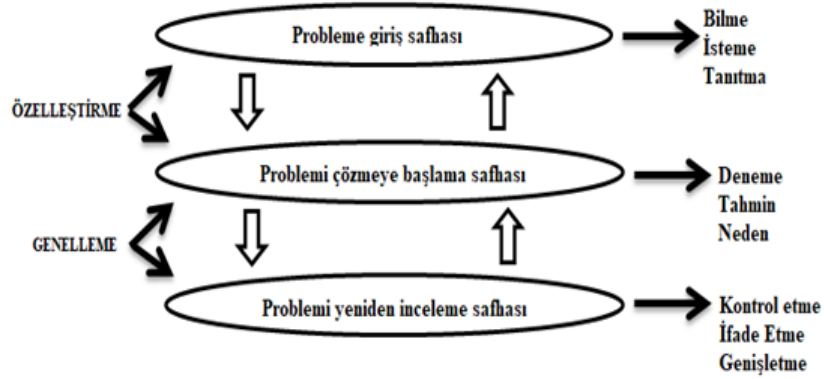 Probleme giriş safhası
Bilme
İsteme
Tanıtma
ÖZELLEŞTİRME
Problemi çözmeye başlama safhası
Deneme
Tahmin
Neden
GENELLEME
Problemi yeniden inceleme safhası
Kontrol etme
İfade Etme
Genişletme